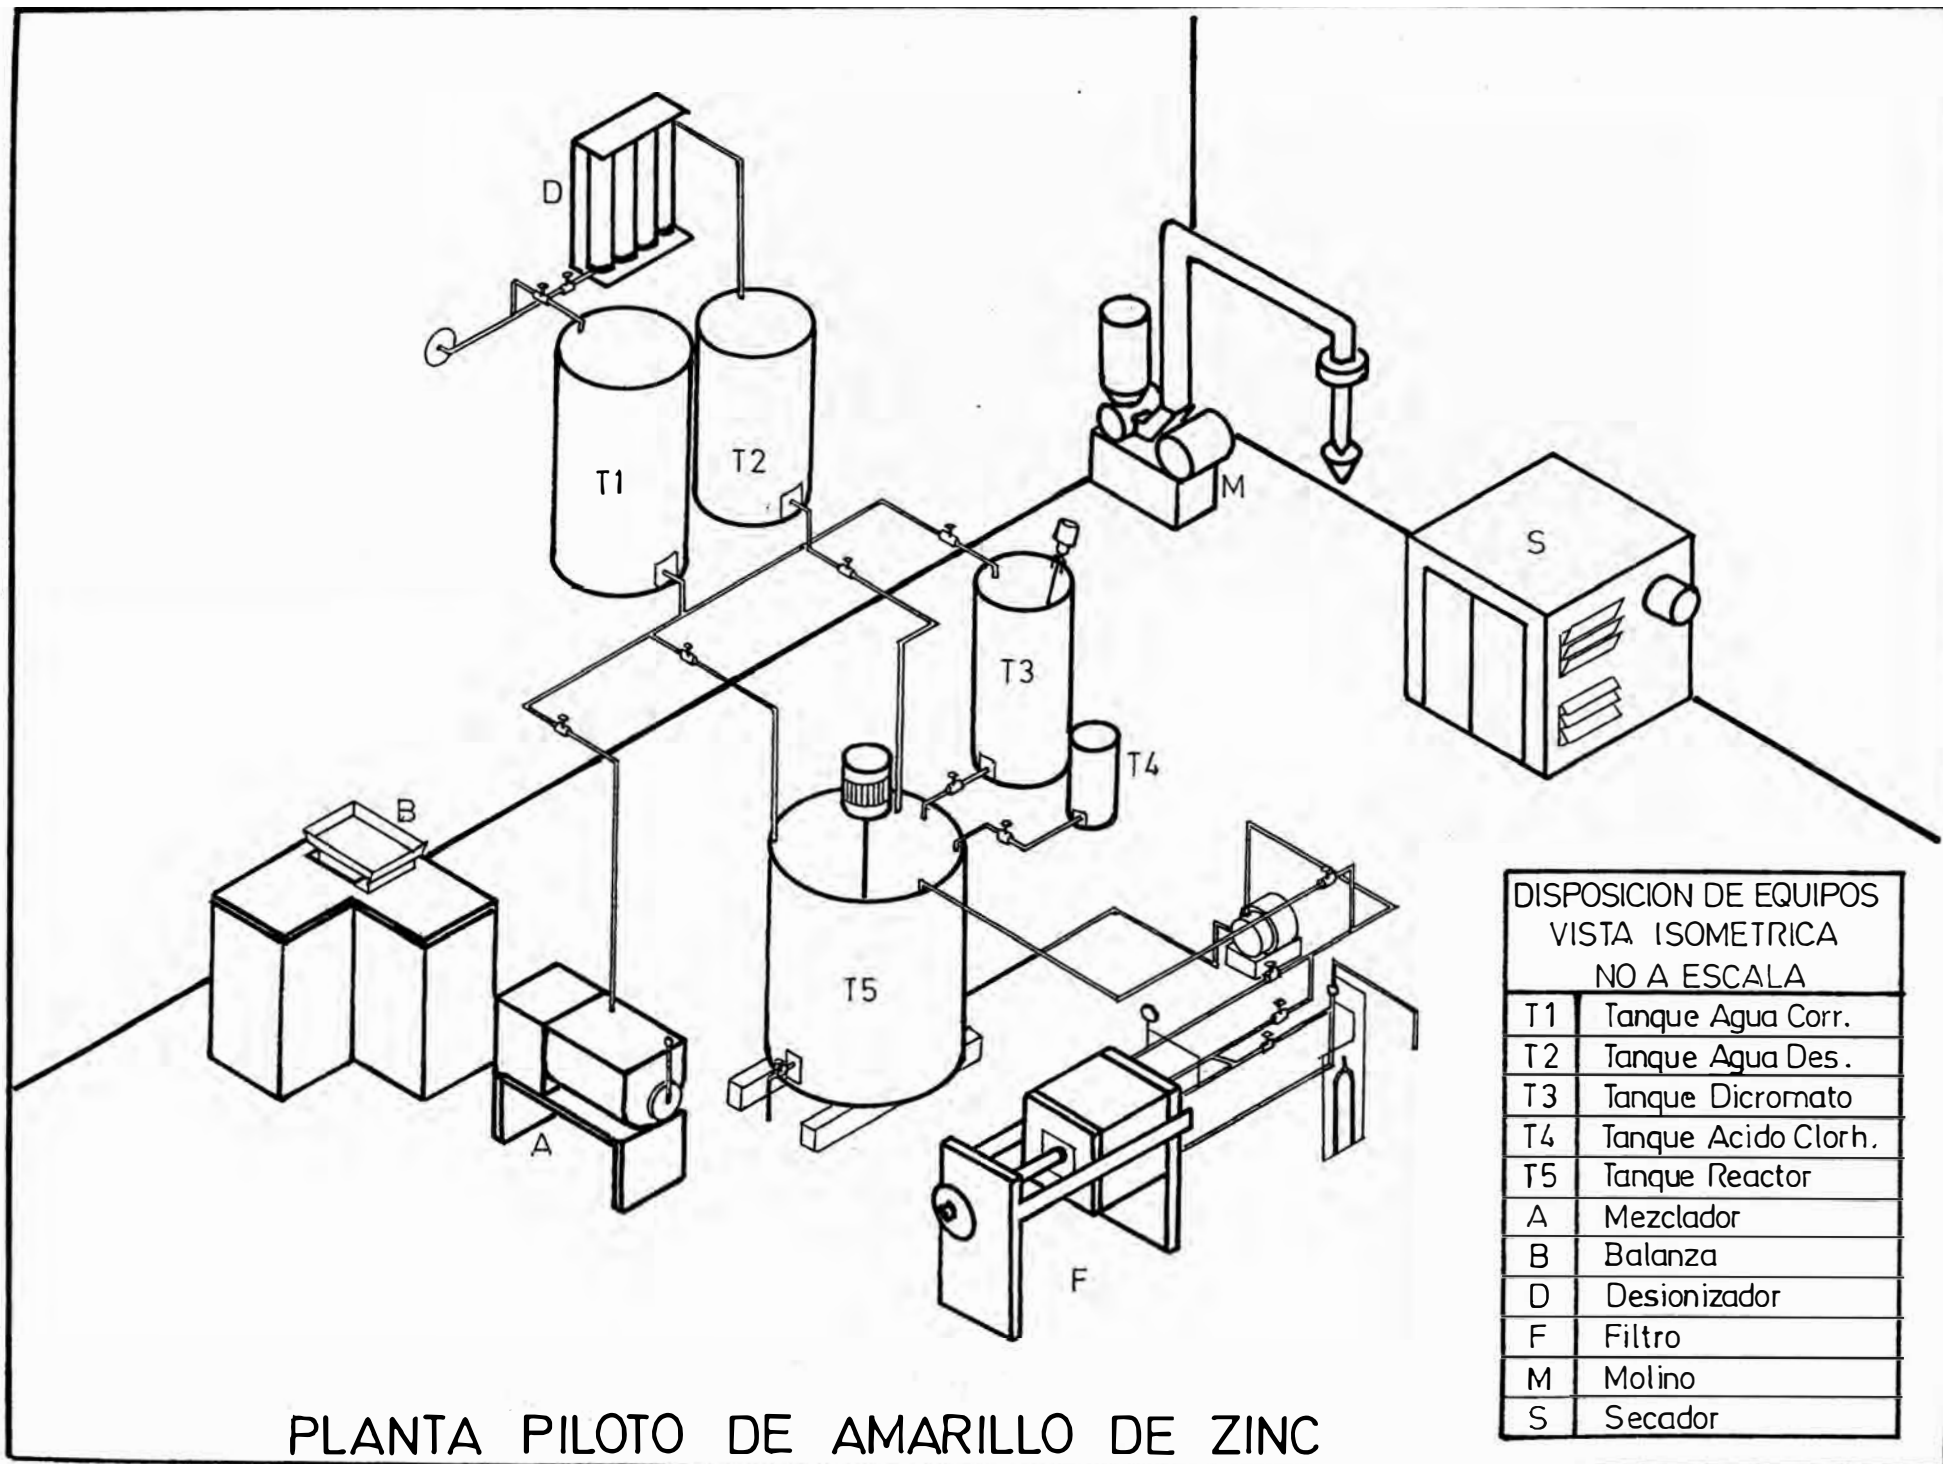 D
T1
T2
M
S
T3
T4
B
T5
A
F
DISPOSICION DE EQUIPOS
VISTA ISOMETRICA
NO A ESCALA
T1 Tanque Agua Corr.
T2 Tanque Agua Des.
T3 Tanque Dicromato
T4 Tanque Acido Clorh.
T5 Tanque Reactor
A Mezclador
B Balanza
D Desionizador
F Filtro
M Molino
S Secador
PLANTA PILOTO DE AMARILLO DE ZINC